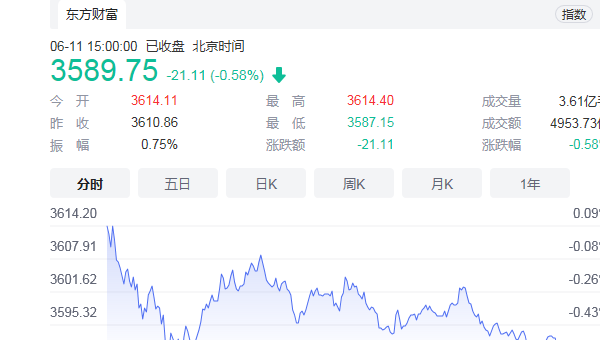 东方财富 指数
06-11 15:00:00 已收盘 北京时间
3589.75 -21.11 (-0.58%)
今 开 3614.11 最 高 3614.40 成交量 3.61亿
昨 收 3610.86 最 低 3587.15 成交额 4953.73
振 幅 0.75% 涨跌额 -21.11 涨跌幅 -0.58
分时 五日 日K 周K 月K 1年
3614.20 0.09%
3607.91 -0.08%
3601.62 -0.26%
3595.32 -0.43%